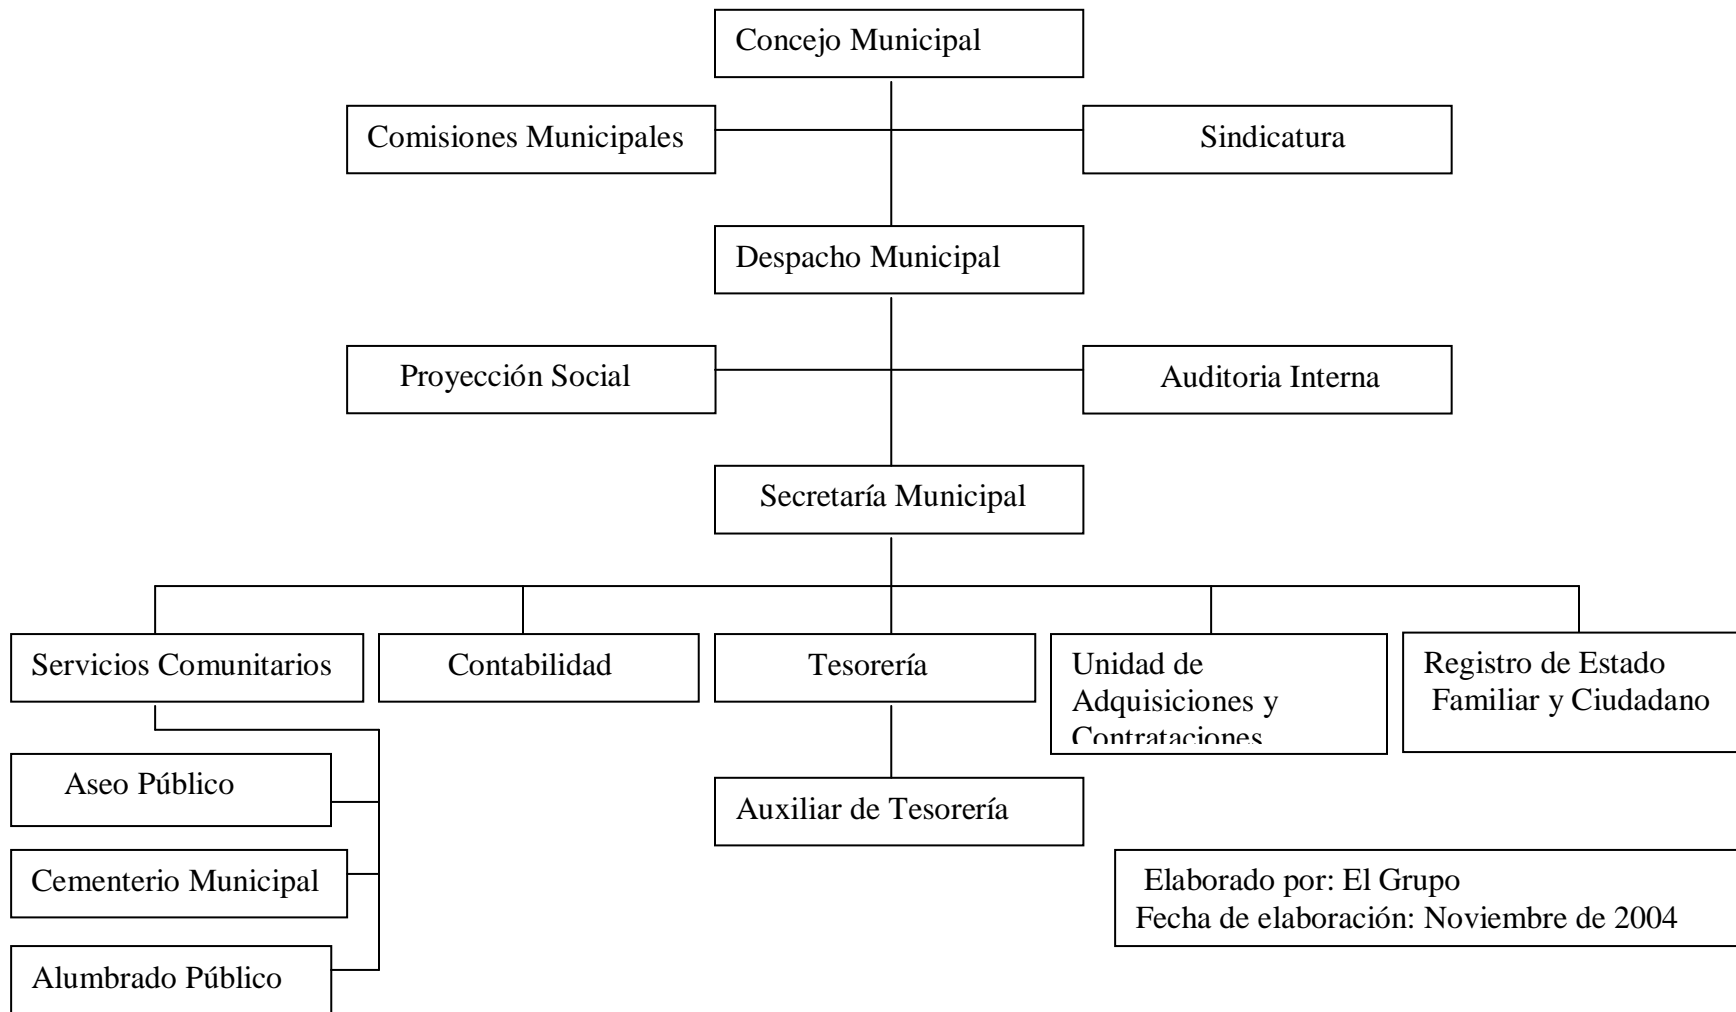 Concejo Municipal
Comisiones Municipales
Sindicatura
Despacho Municipal
Proyección Social
Auditoria Interna
Secretaría Municipal
Servicios Comunitarios
Contabilidad
Tesorería
Unidad de
Adquisiciones y
Contrataciones
Registro de Estado
Familiar y Ciudadano
Aseo Público
Auxiliar de Tesorería
Cementerio Municipal
Alumbrado Público
Elaborado por: El Grupo
Fecha de elaboración: Noviembre de 2004